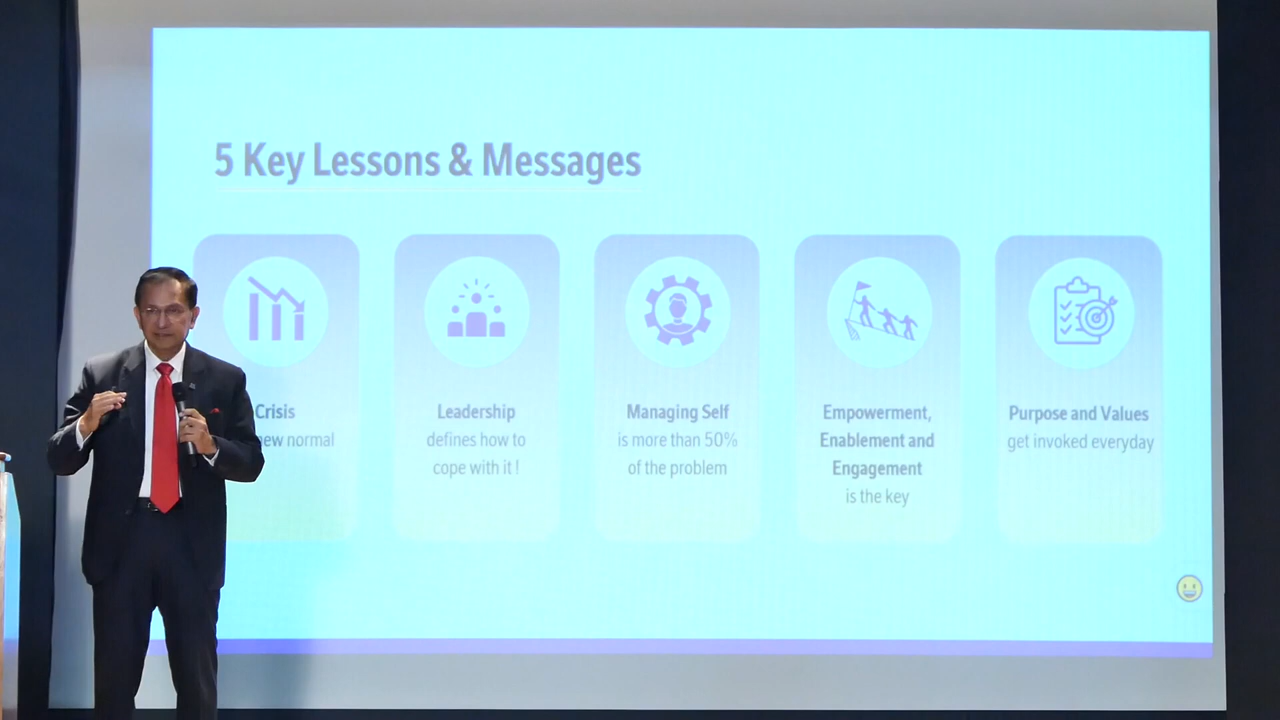 5 Key Lessons & Messages
Crisis
new normal
Leadership
defines how to
cope with it !
Managing Self
is more than 50%
of the problem
Empowerment,
Enablement and
Engagement
is the key
Purpose and Values
get invoked everyday